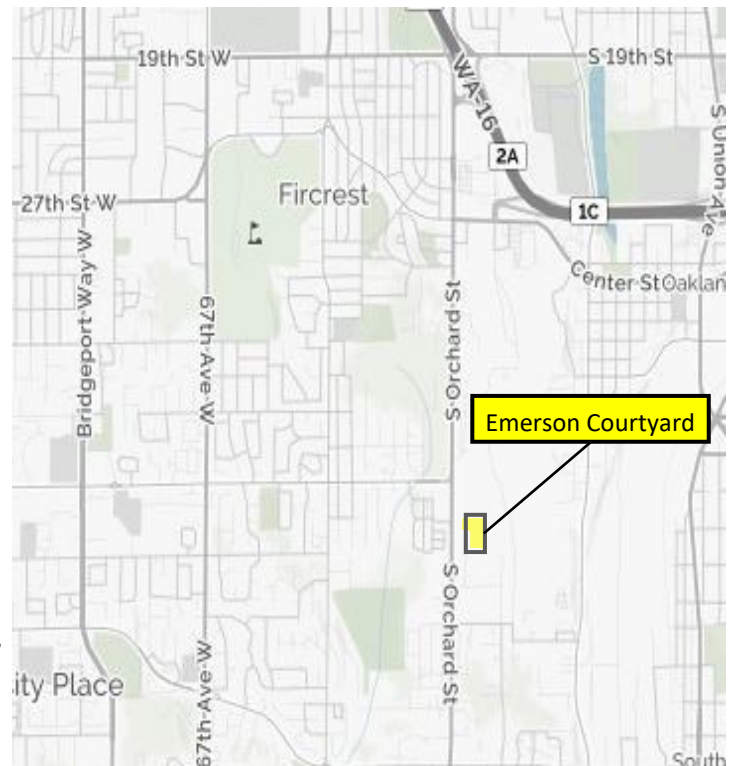 19th St W
S 19th St
WA-16
2A
S Union Ave
Fircrest
27th St W
1C
Center St
Oaklan
Bridgeport Way W
67th Ave W
S Orchard St
Emerson Courtyard
S Orchard St
ity Place
67th Ave W
South